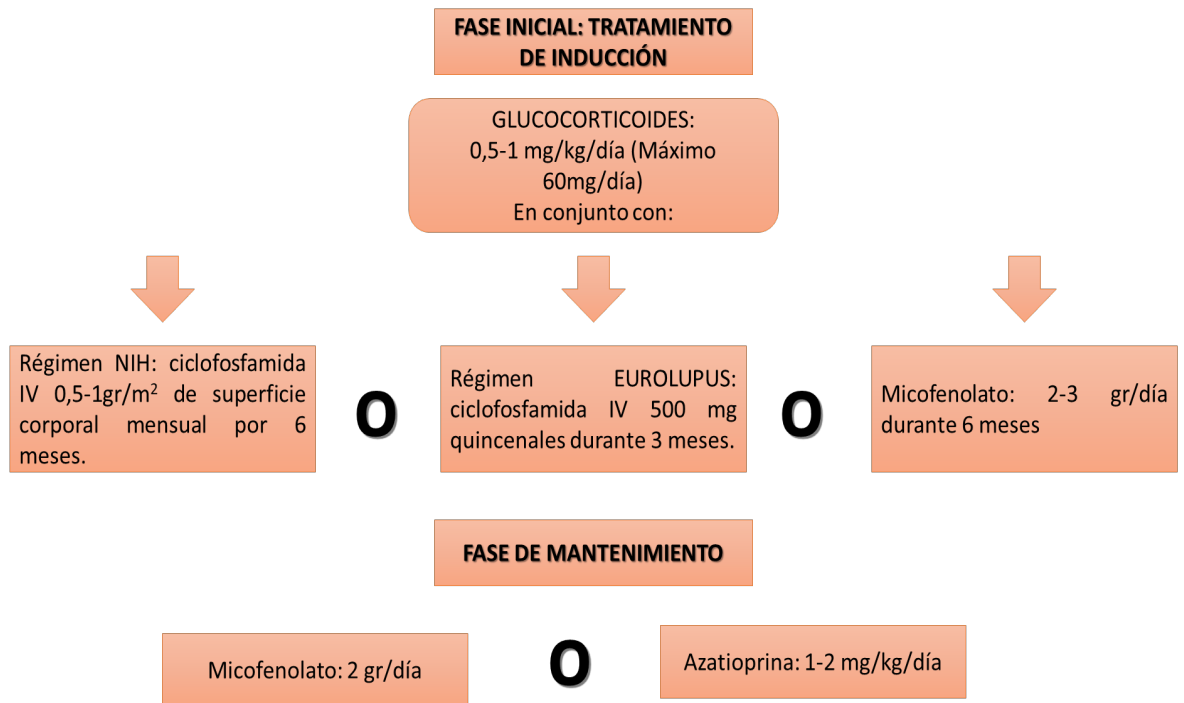 FASE INICIAL: TRATAMIENTO
DE INDUCCIÓN
GLUCOCORTICOIDES:
0,5-1 mg/kg/día (Máximo
60mg/día)
En conjunto con:
Régimen NIH: ciclofosfamida
IV 0,5-1gr/m² de superficie
corporal mensual por 6
meses.
O
Régimen EUROLUPUS:
ciclofosfamida IV 500 mg
quincenales durante 3 meses.
O
Micofenolato: 2-3 gr/día
durante 6 meses
FASE DE MANTENIMIENTO
Micofenolato: 2 gr/día
O
Azatioprina: 1-2 mg/kg/día